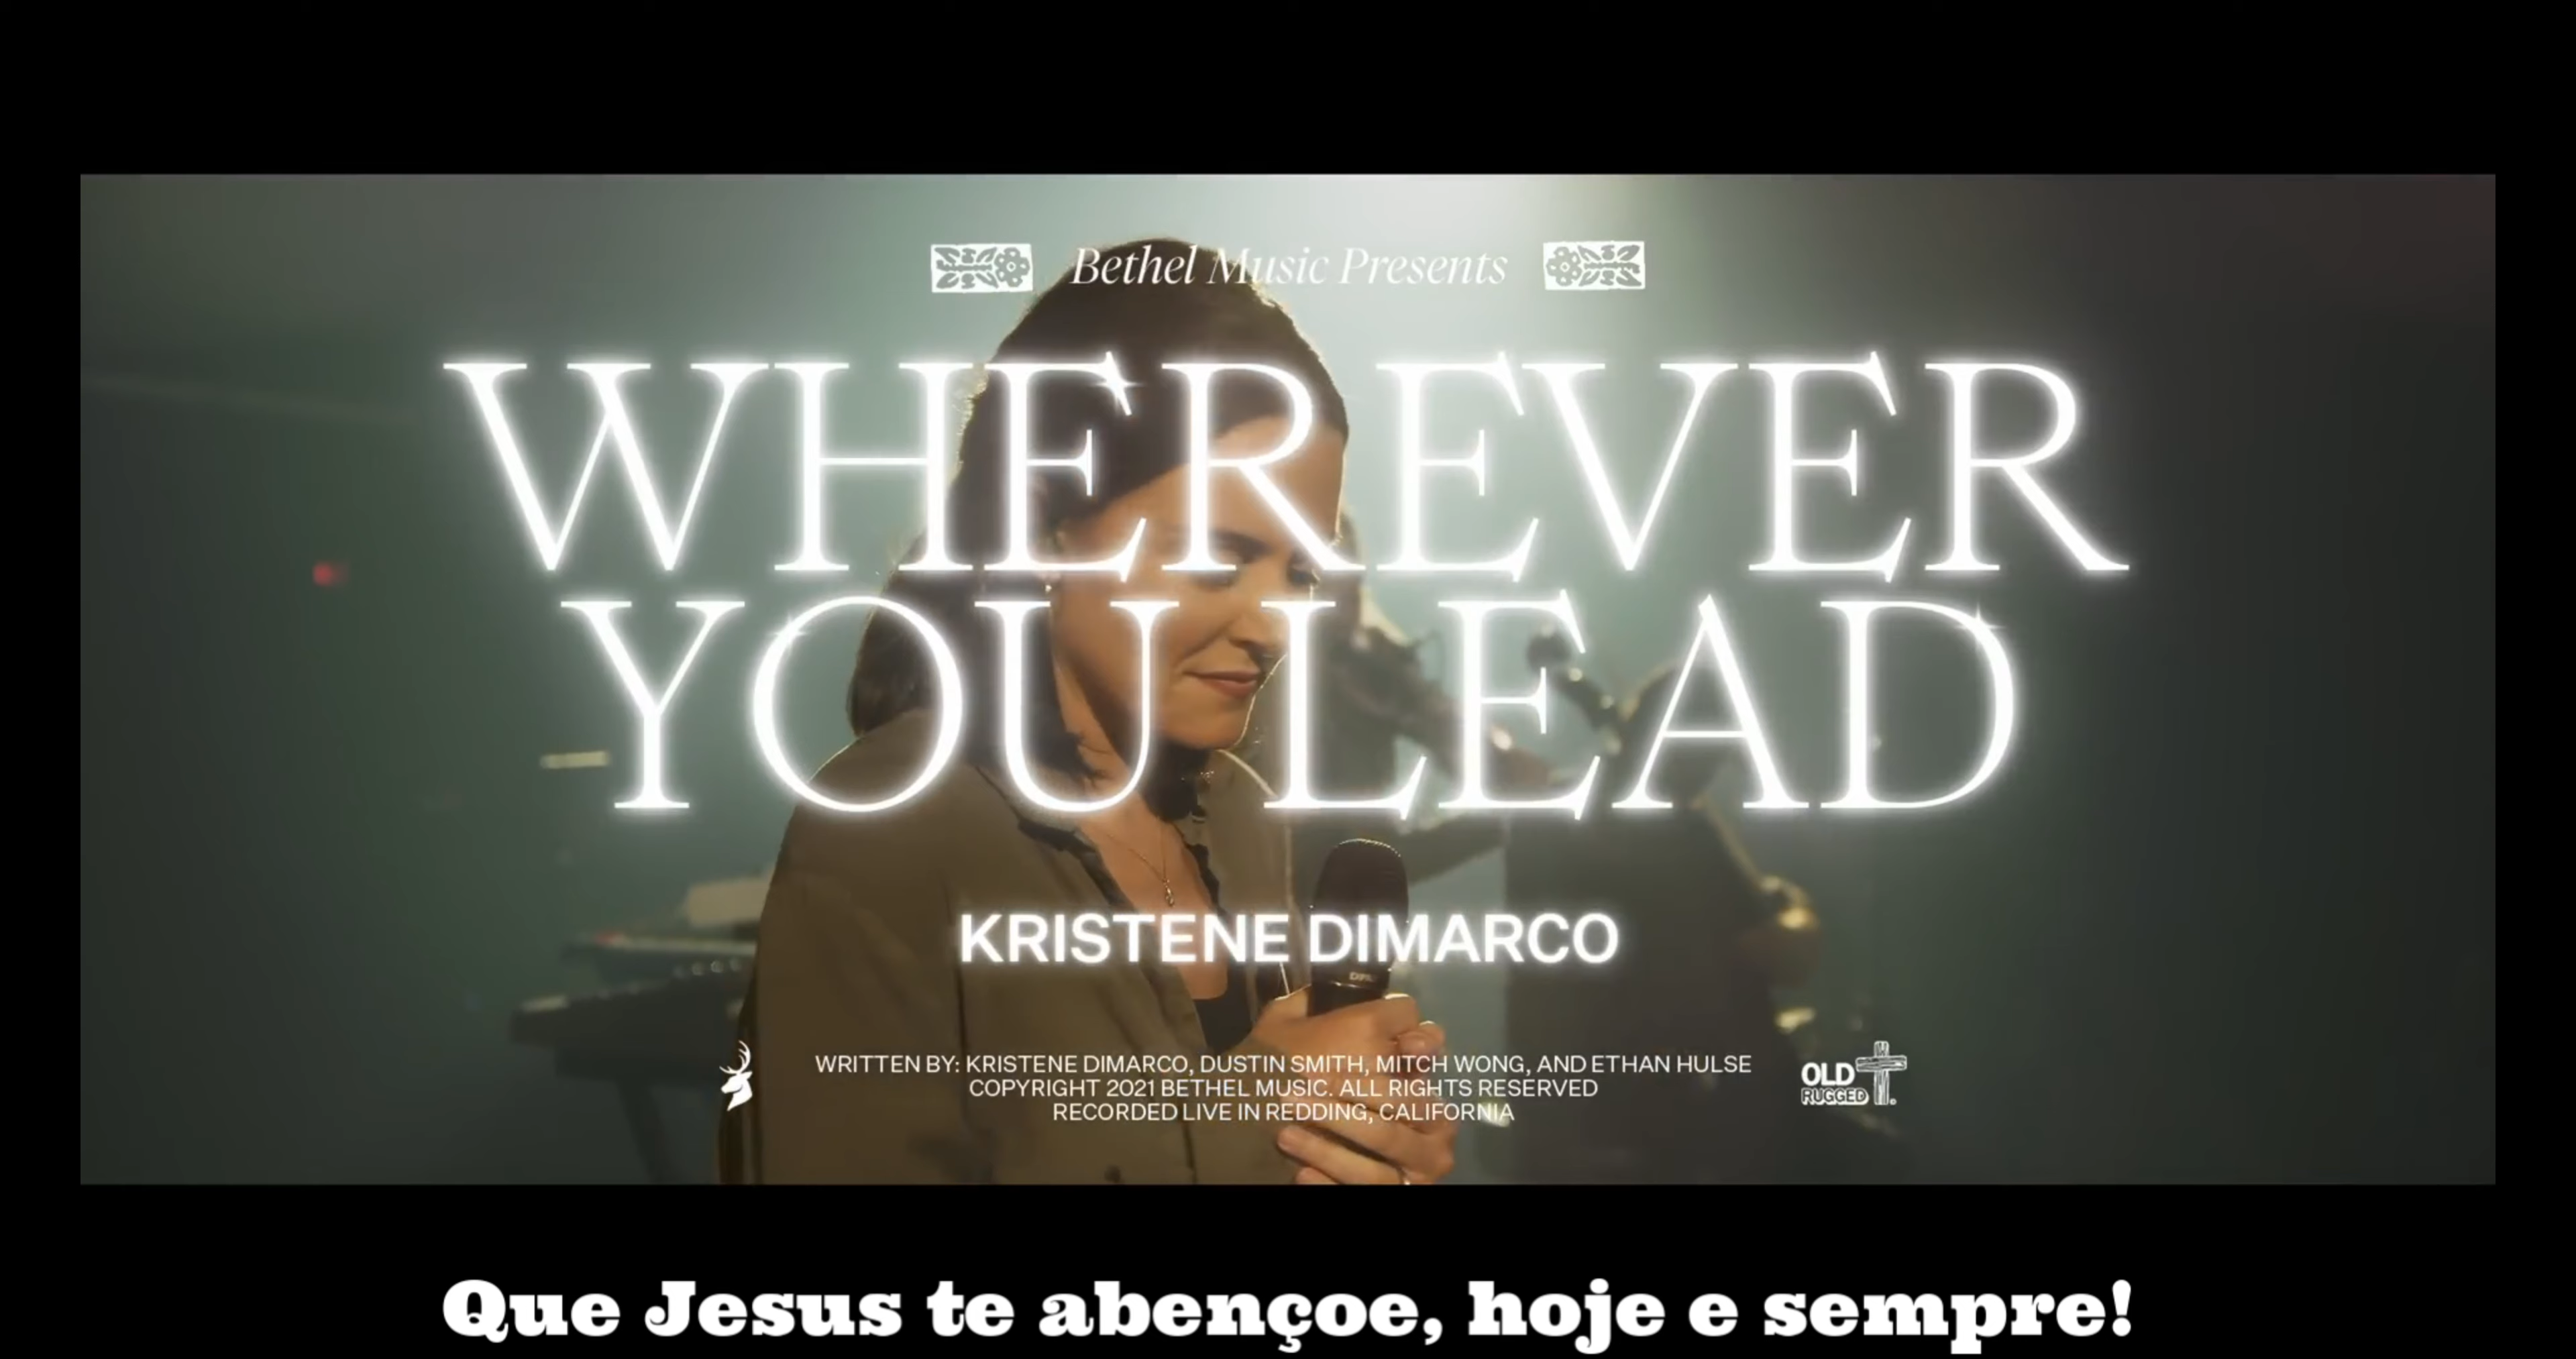 Bethel Music Presents
WHEREVER
YOU LEAD
KRISTENE DIMARCO
WRITTEN BY: KRISTENE DIMARCO, DUSTIN SMITH, MITCH WONG, AND ETHAN HULSE
COPYRIGHT 2021 BETHEL MUSIC. ALL RIGHTS RESERVED
RECORDED LIVE IN REDDING, CALIFORNIA
OLD
RUGGED
Que Jesus te abençoe, hoje e sempre!